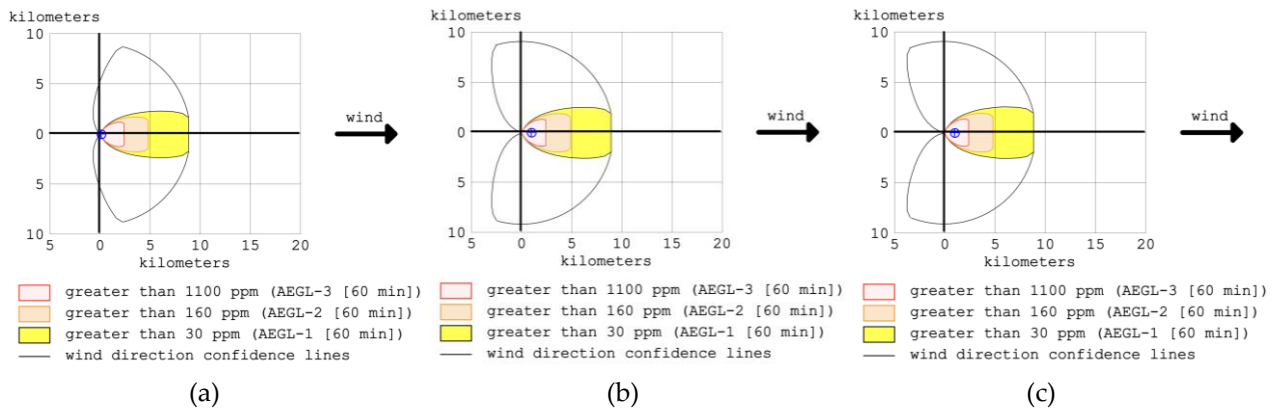 kilometers
10
5
0
5
10
5 0 5 10 15 20
kilometers
wind
greater than 1100 ppm (AEGL-3 [60 min])
greater than 160 ppm (AEGL-2 [60 min])
greater than 30 ppm (AEGL-1 [60 min])
wind direction confidence lines
(a)
kilometers
10
5
0
5
10
5 0 5 10 15 20
kilometers
wind
greater than 1100 ppm (AEGL-3 [60 min])
greater than 160 ppm (AEGL-2 [60 min])
greater than 30 ppm (AEGL-1 [60 min])
wind direction confidence lines
(b)
kilometers
10
5
0
5
10
5 0 5 10 15 20
kilometers
wind
greater than 1100 ppm (AEGL-3 [60 min])
greater than 160 ppm (AEGL-2 [60 min])
greater than 30 ppm (AEGL-1 [60 min])
wind direction confidence lines
(c)